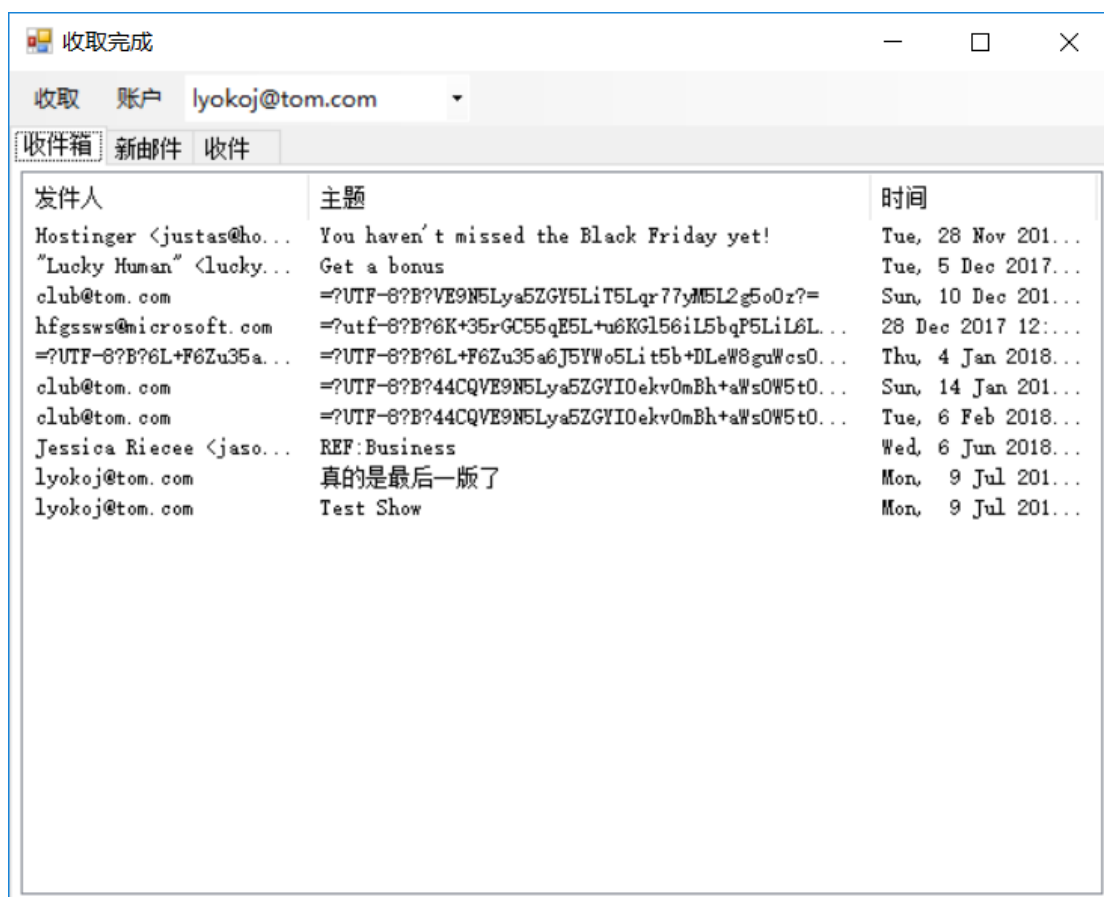 收取完成
收取 账户 lyokoj@tom.com
收件箱 新邮件 收件
发件人 主题 时间
Hostinger <justas@ho... You haven't missed the Black Friday yet! Tue, 28 Nov 201...
"Lucky Human" <lucky... Get a bonus Tue, 5 Dec 2017...
club@tom.com =?UTF-8?B?VE9N5Lya5ZGY5LiT5Lqr77yM5L2g5oOz?= Sun, 10 Dec 201...
hfgssws@microsoft.com =?utf-8?B?6K+35rGC55qE5L+u6KGl56iL5bqP5LiL6L... 28 Dec 2017 12:...
=?UTF-8?B?6L+F6Zu35a... =?UTF-8?B?6L+F6Zu35a6J5YWo5Lit5b+DLeW8guWcsO... Thu, 4 Jan 2018...
club@tom.com =?UTF-8?B?44CQVE9N5Lya5ZGYIOekvOmBh+aWsOW5tO... Sun, 14 Jan 201...
club@tom.com =?UTF-8?B?44CQVE9N5Lya5ZGYIOekvOmBh+aWsOW5tO... Tue, 6 Feb 2018...
Jessica Riecee <jaso... REF:Business Wed, 6 Jun 2018...
lyokoj@tom.com 真的是最后一版了 Mon, 9 Jul 201...
lyokoj@tom.com Test Show Mon, 9 Jul 201...